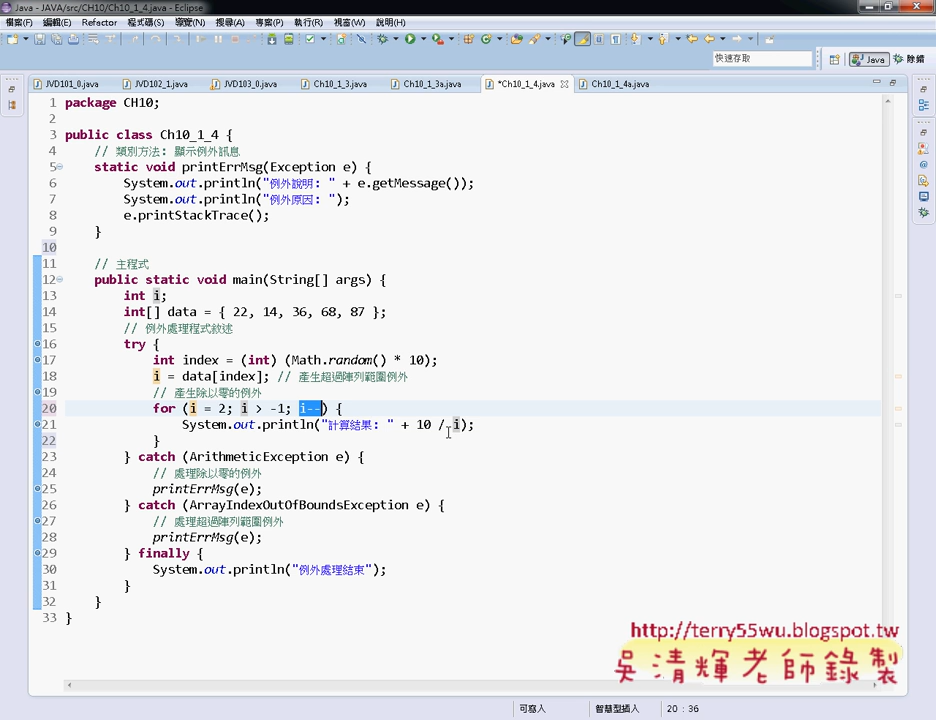 Java - JAVA/src/CH10/Ch10_1_4.java - Eclipse
檔案(F) 編輯(E) Refactor 程式碼(S) 導覽(N) 搜尋(A) 專案(P) 執行(R) 視窗(W) 說明(H)
快速存取
Java
除錯
JVD101_0.java
JVD102_1.java
JVD103_0.java
Ch10_1_3.java
Ch10_1_3a.java
*Ch10_1_4.java
Ch10_1_4a.java
1 package CH10;
2
3 public class Ch10_1_4 {
4 // 類別方法: 顯示例外訊息
5 static void printErrMsg(Exception e) {
6 System.out.println("例外說明: " + e.getMessage());
7 System.out.println("例外原因: ");
8 e.printStackTrace();
9 }
10
11 // 主程式
12 public static void main(String[] args) {
13 int i;
14 int[] data = { 22, 14, 36, 68, 87 };
15 // 例外處理程式敘述
16 try {
17 int index = (int) (Math.random() * 10);
18 i = data[index]; // 產生超過陣列範圍例外
19 // 產生除以零的例外
20 for (i = 2; i > -1; i--) {
21 System.out.println("計算結果: " + 10 / i);
22 }
23 } catch (ArithmeticException e) {
24 // 處理除以零的例外
25 printErrMsg(e);
26 } catch (ArrayIndexOutOfBoundsException e) {
27 // 處理超過陣列範圍例外
28 printErrMsg(e);
29 } finally {
30 System.out.println("例外處理結束");
31 }
32 }
33 }
http://terry55wu.blogspot.tw
吳清輝老師錄製
可寫入
智慧型插入
20 : 36